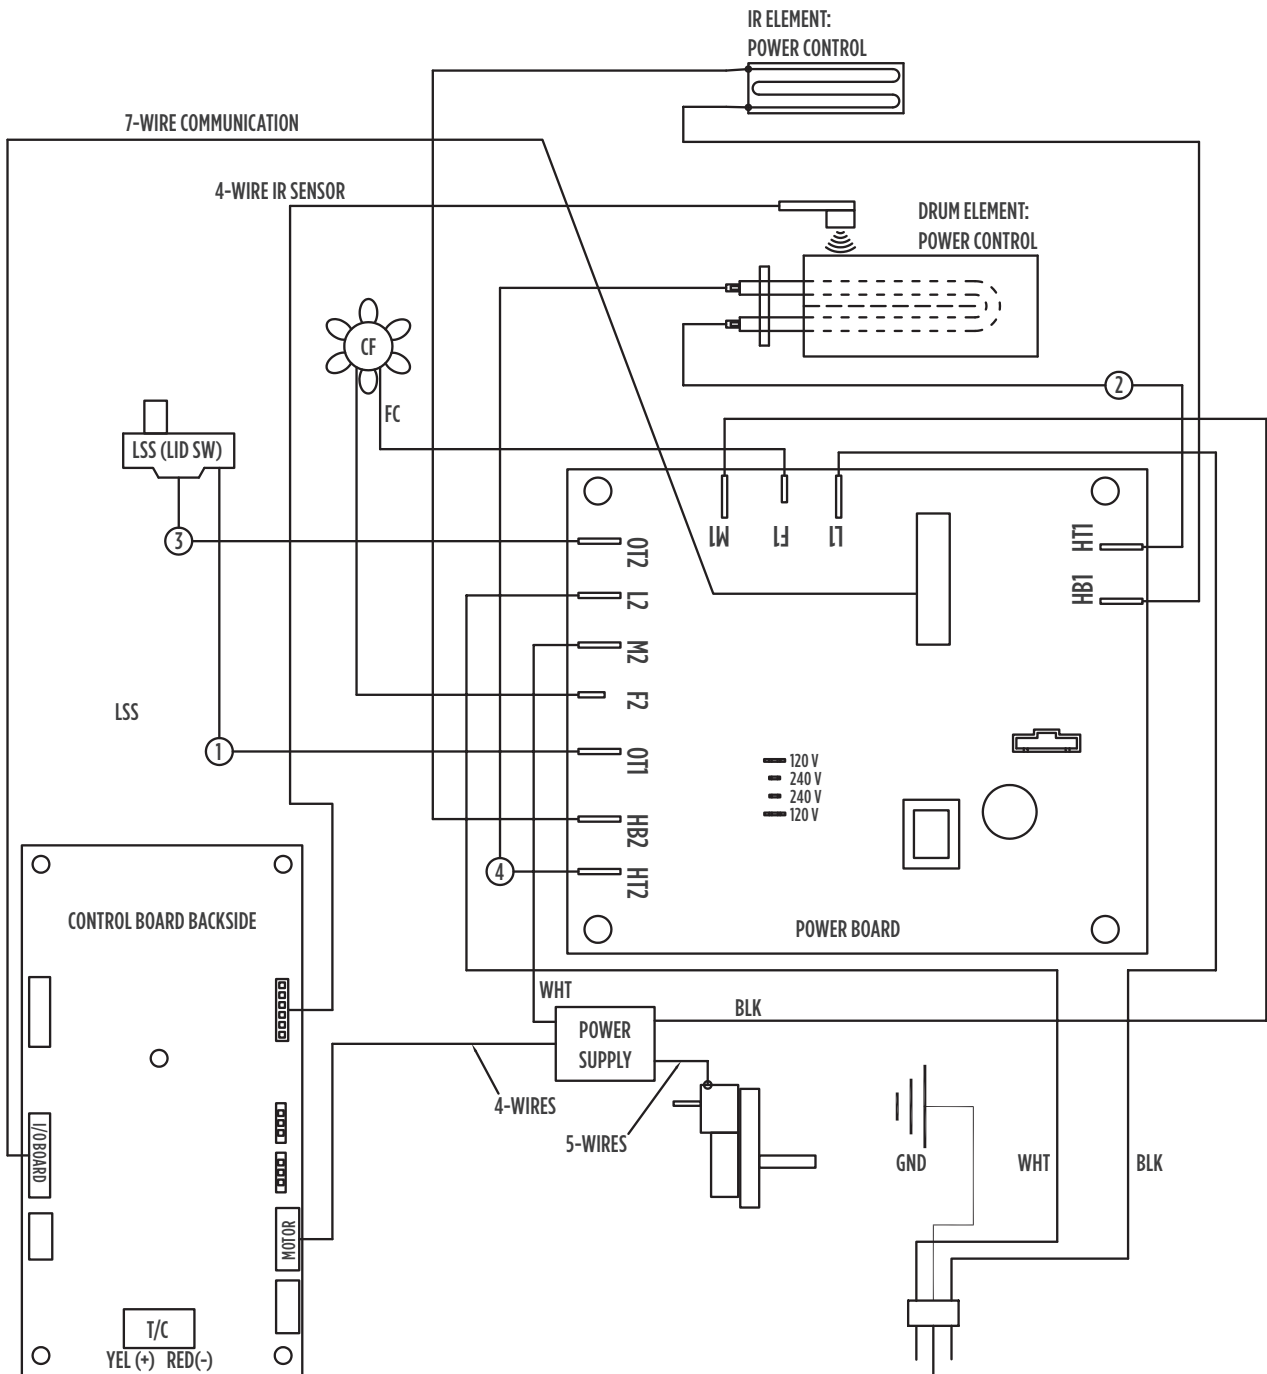 IR ELEMENT:
POWER CONTROL
7-WIRE COMMUNICATION
4-WIRE IR SENSOR
DRUM ELEMENT:
POWER CONTROL
CF
FC
2
LSS (LID SW)
3
M1
F1
L1
OT2
L2
M2
F2
OT1
HB2
HT2
HT1
HB1
LSS
1
120 V
240 V
240 V
120 V
4
CONTROL BOARD BACKSIDE
POWER BOARD
WHT
BLK
POWER
SUPPLY
4-WIRES
5-WIRES
I/O BOARD
GND
WHT
BLK
MOTOR
T/C
YEL (+) RED(-)